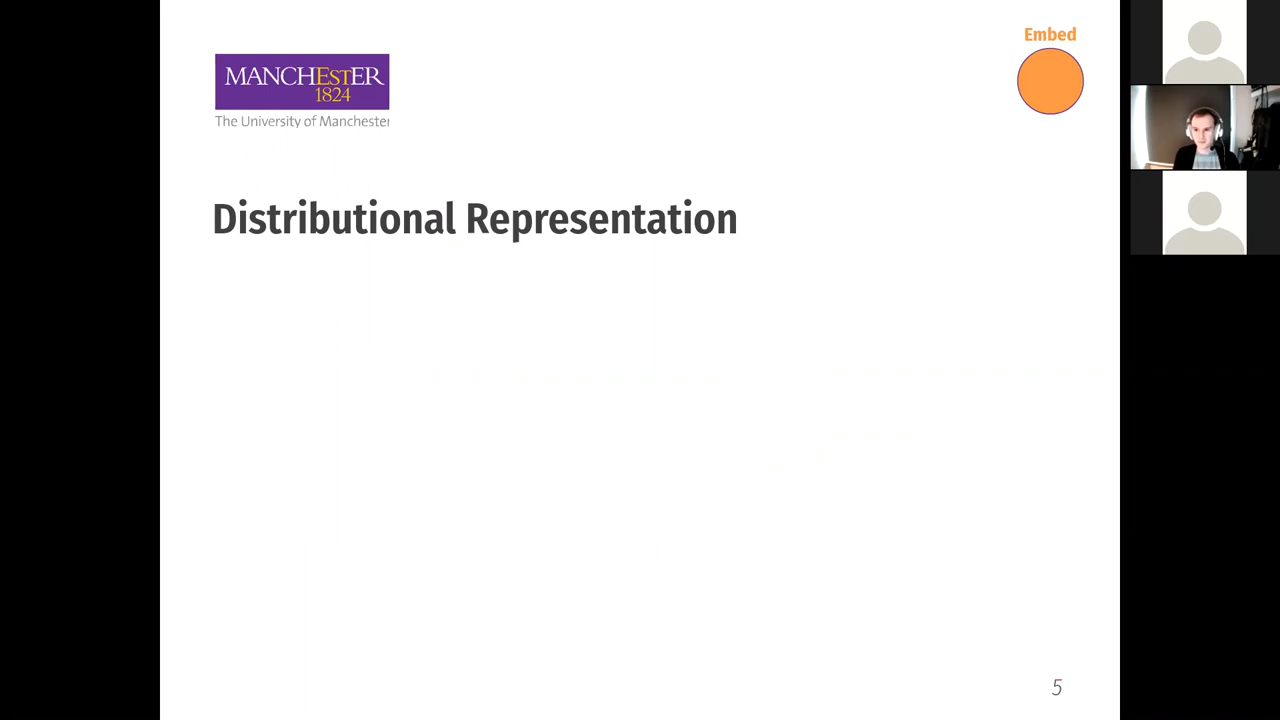 Embed
MANCHEstER
1824
The University of Manchester
Distributional Representation
5